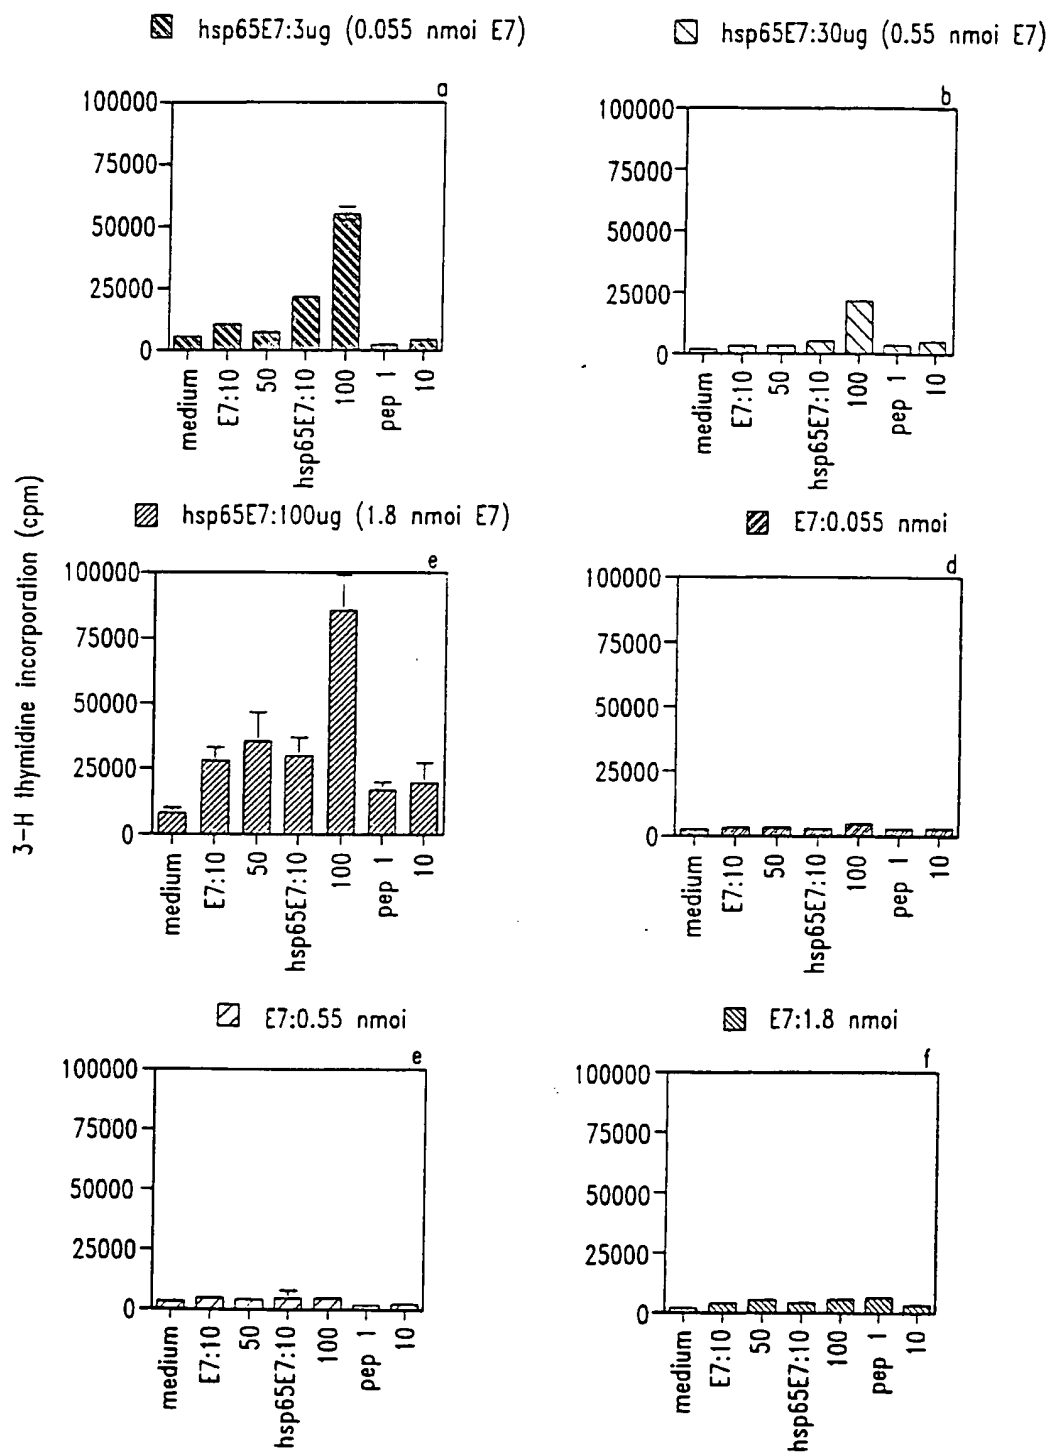 hsp65E7:3ug (0.055 nmoi E7)
a
100000
75000
50000
25000
0
medium
E7:10
50
hsp65E7:10
100
pep 1
10
hsp65E7:30ug (0.55 nmoi E7)
b
100000
75000
50000
25000
0
medium
E7:10
50
hsp65E7:10
100
pep 1
10
3-H thymidine incorporation (cpm)
hsp65E7:100ug (1.8 nmoi E7)
e
100000
75000
50000
25000
0
medium
E7:10
50
hsp65E7:10
100
pep 1
10
E7:0.055 nmoi
d
100000
75000
50000
25000
0
medium
E7:10
50
hsp65E7:10
100
pep 1
10
E7:0.55 nmoi
e
100000
75000
50000
25000
0
medium
E7:10
50
hsp65E7:10
100
pep 1
10
E7:1.8 nmoi
f
100000
75000
50000
25000
0
medium
E7:10
50
hsp65E7:10
100
pep 1
10